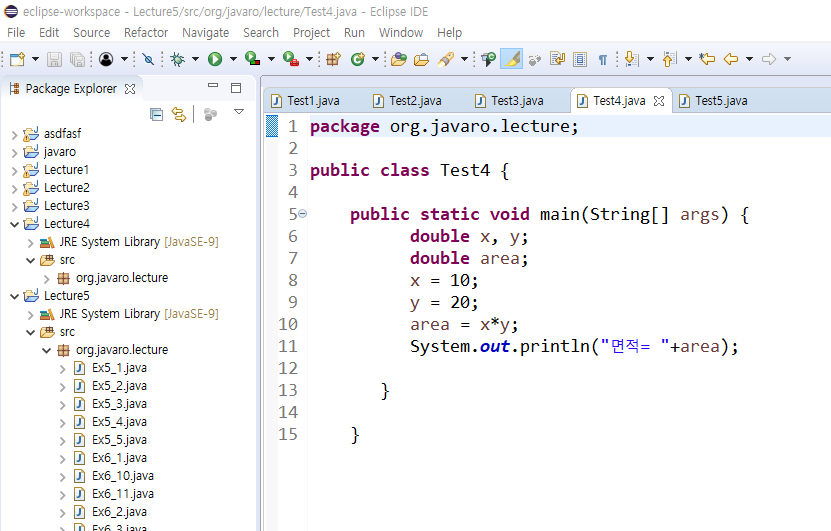 eclipse-workspace - Lecture5/src/org/javaro/lecture/Test4.java - Eclipse IDE
File Edit Source Refactor Navigate Search Project Run Window Help
Package Explorer
asdfasf
javaro
Lecture1
Lecture2
Lecture3
Lecture4
JRE System Library [JavaSE-9]
src
org.javaro.lecture
Lecture5
JRE System Library [JavaSE-9]
src
org.javaro.lecture
Ex5_1.java
Ex5_2.java
Ex5_3.java
Ex5_4.java
Ex5_5.java
Ex6_1.java
Ex6_10.java
Ex6_11.java
Ex6_2.java
Ex6_3.java
Test1.java Test2.java Test3.java Test4.java Test5.java
1 package org.javaro.lecture;
2
3 public class Test4 {
4
5 public static void main(String[] args) {
6 double x, y;
7 double area;
8 x = 10;
9 y = 20;
10 area = x*y;
11 System.out.println("면적= "+area);
12
13 }
14
15 }